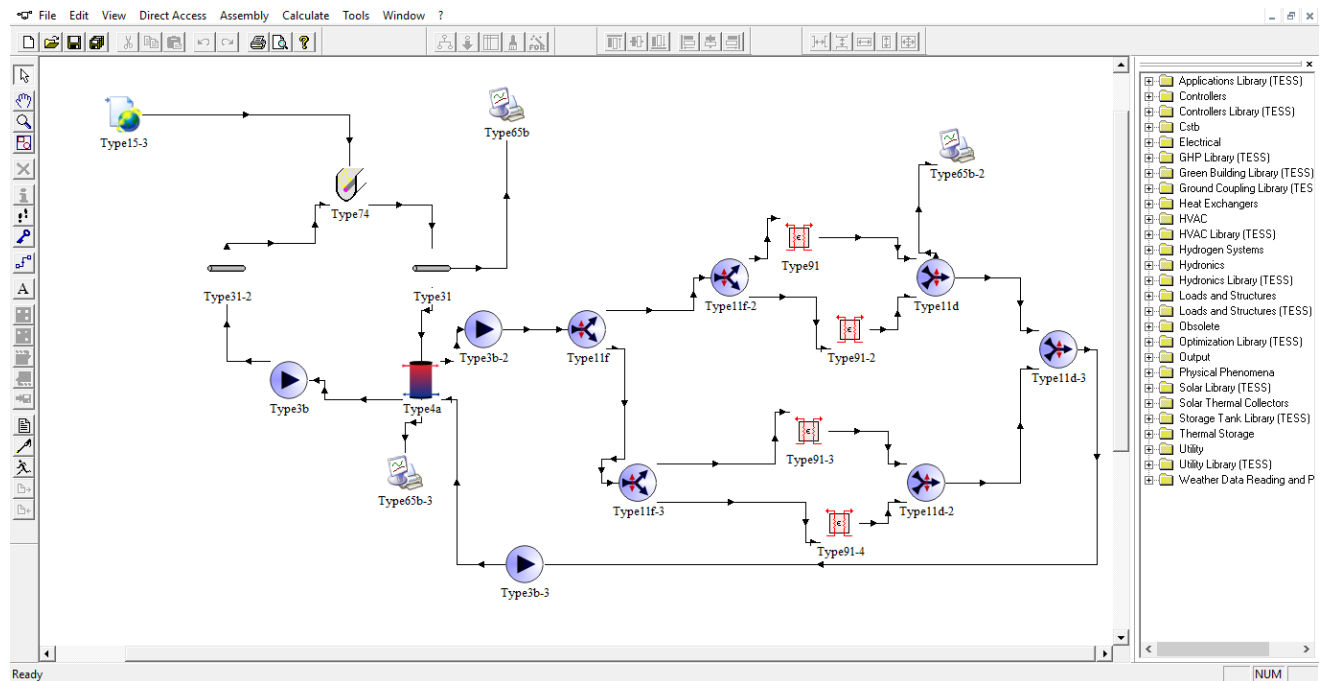 File Edit View Direct Access Assembly Calculate Tools Window ?
FOR
A
Type15-3
Type65b
Type65b-2
Type74
Type31-2
Type31
Type91
Type11f-2
Type11d
Type91-2
Type3b-2
Type11f
Type11d-3
Type3b
Type4a
Type91-3
Type65b-3
Type11f-3
Type11d-2
Type91-4
Type3b-3
Applications Library (TESS)
Controllers
Controllers Library (TESS)
Cstb
Electrical
GHP Library (TESS)
Green Building Library (TESS)
Ground Coupling Library (TES
Heat Exchangers
HVAC
HVAC Library (TESS)
Hydrogen Systems
Hydronics
Hydronics Library (TESS)
Loads and Structures
Loads and Structures (TESS)
Obsolete
Optimization Library (TESS)
Output
Physical Phenomena
Solar Library (TESS)
Solar Thermal Collectors
Storage Tank Library (TESS)
Thermal Storage
Utility
Utility Library (TESS)
Weather Data Reading and P
Ready
NUM